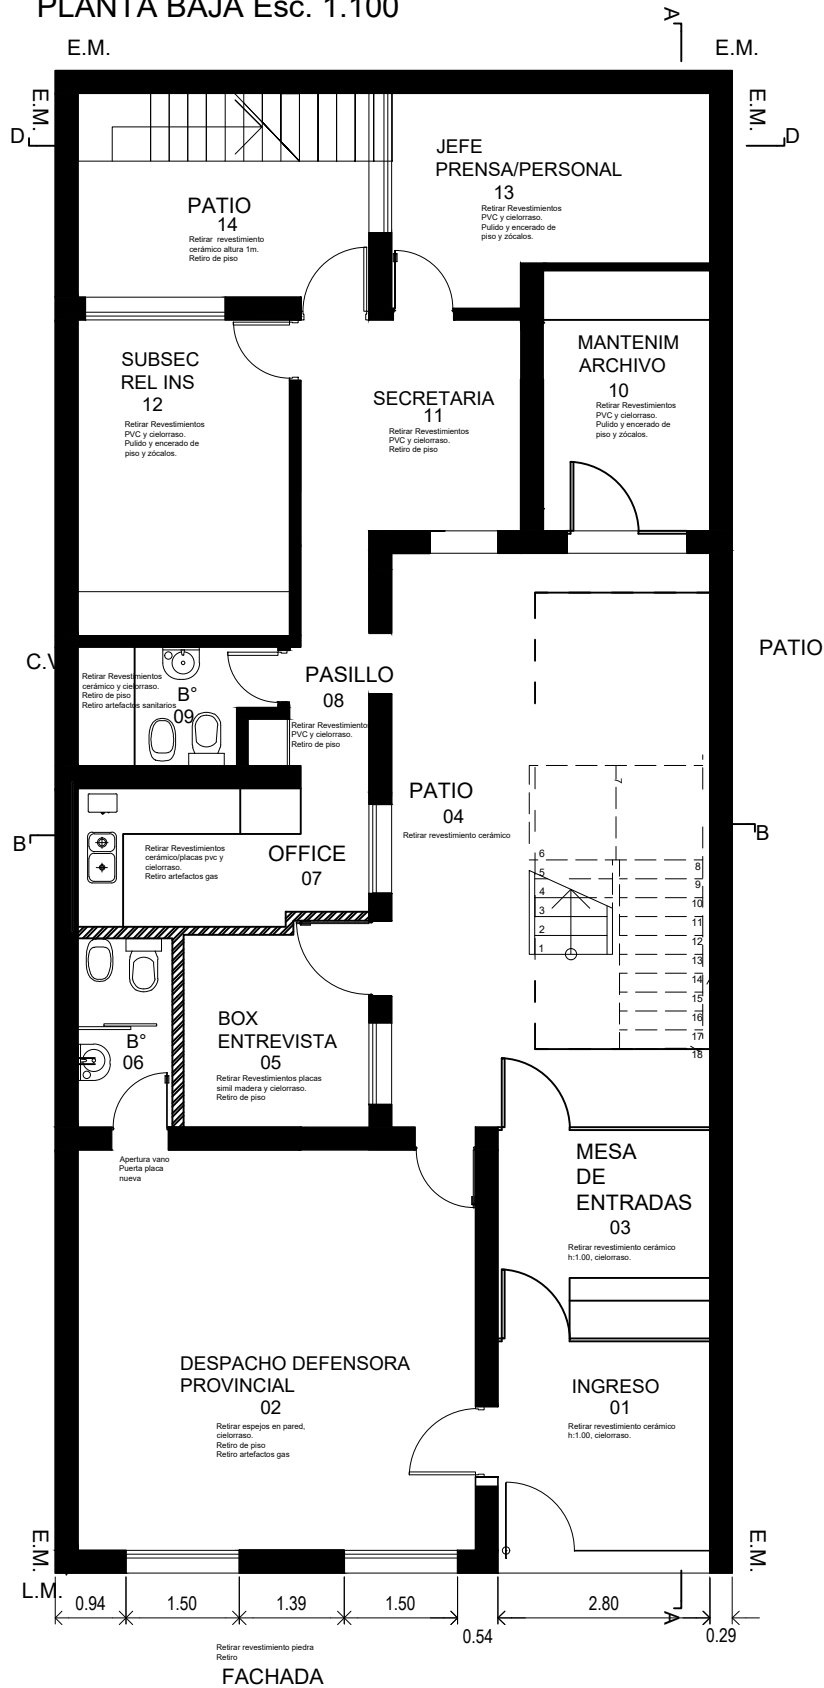 PLANTA BAJA Esc. 1.100
A
E.M.
E.M.
E.M.
E.M.
D
D
JEFE
PRENSA/PERSONAL
13
Retirar Revestimientos
PVC y cielorraso.
Pulido y encerado de
piso y zócalos.
PATIO
14
Retirar revestimiento
cerámico altura 1m.
Retiro de piso
SUBSEC
REL INS
12
Retirar Revestimientos
PVC y cielorraso.
Pulido y encerado de
piso y zócalos.
SECRETARIA
11
Retirar Revestimientos
PVC y cielorraso.
Retiro de piso
MANTENIM
ARCHIVO
10
Retirar Revestimientos
PVC y cielorraso.
Pulido y encerado de
piso y zócalos.
C.V
Retirar Revestimientos
cerámico y cielorraso.
Retiro de piso
Retiro artefactos sanitarios
B°
09
PASILLO
08
Retirar Revestimiento
PVC y cielorraso.
Retiro de piso
PATIO
PATIO
04
Retirar revestimiento cerámico
B
B
Retirar Revestimientos
cerámico/placas pvc y
cielorraso.
Retiro artefactos gas
OFFICE
07
7
6
5
4
3
2
1
8
9
10
11
12
13
14
15
16
17
18
BOX
ENTREVISTA
05
Retirar Revestimientos placas
simil madera y cielorraso.
Retiro de piso
B°
06
Apertura vano
Puerta placa
nueva
MESA
DE
ENTRADAS
03
Retirar revestimiento cerámico
h:1.00, cielorraso.
DESPACHO DEFENSORA
PROVINCIAL
02
Retirar espejos en pared,
cielorraso.
Retiro de piso
Retiro artefactos gas
INGRESO
01
Retirar revestimiento cerámico
h:1.00, cielorraso.
E.M.
E.M.
L.M.
0.94
1.50
1.39
1.50
0.54
2.80
A
0.29
Retirar revestimiento piedra
Retiro
FACHADA